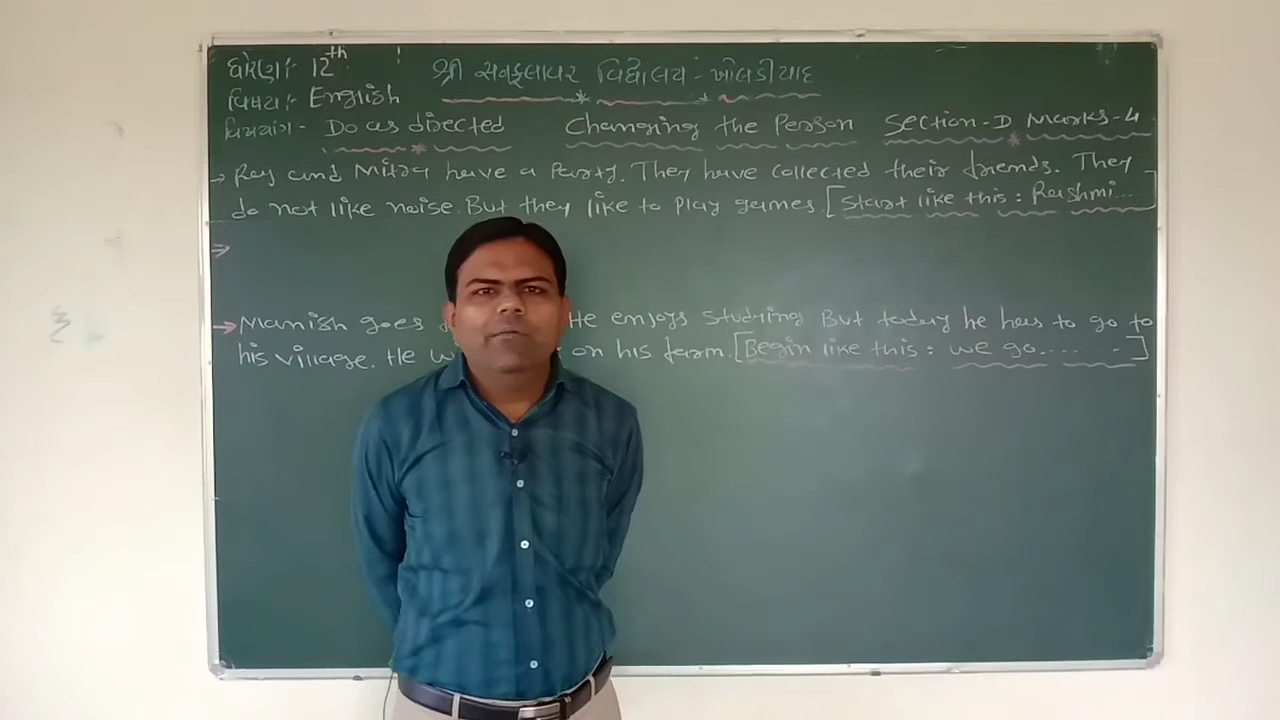 ધોરણ:- 12th
શ્રી સનફલાવર વિદ્યાલય:- ખોલડીયાદ
વિષય:- English
વિભાગ- Do as directed Changing the Person Section-D Marks-4
→ Raj and Mitra have a Party. They have collected their friends. They
do not like noise. But they like to play games. [Start like this: Rashmi....]
→
→ Manish goes He enjoys studying But today he has to go to
his village. He on his farm. [Begin like this: we go.... .. ]